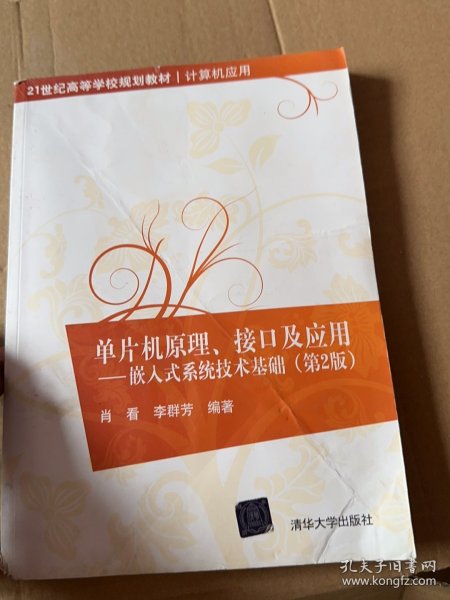 21世纪高等学校规划教材 | 计算机应用
单片机原理、接口及应用
——嵌入式系统技术基础（第2版）
肖 看 李群芳 编著
清华大学出版社
孔夫子旧书网
www.kongfz.com